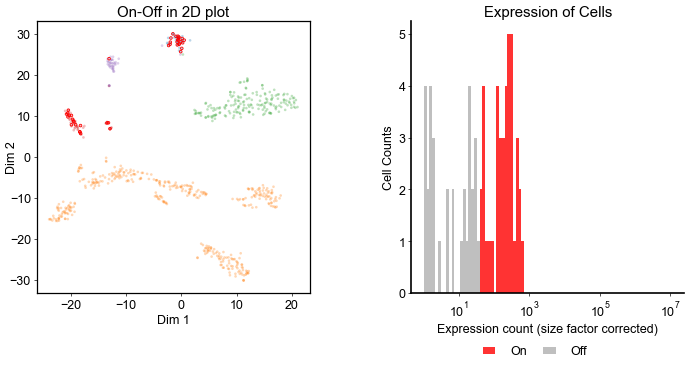 On-Off in 2D plot
30
20
10
0
−10
−20
−30
Dim 2
−20 −10 0 10 20
Dim 1
Expression of Cells
5
4
3
2
1
0
Cell Counts
10^1 10^3 10^5 10^7
Expression count (size factor corrected)
On Off